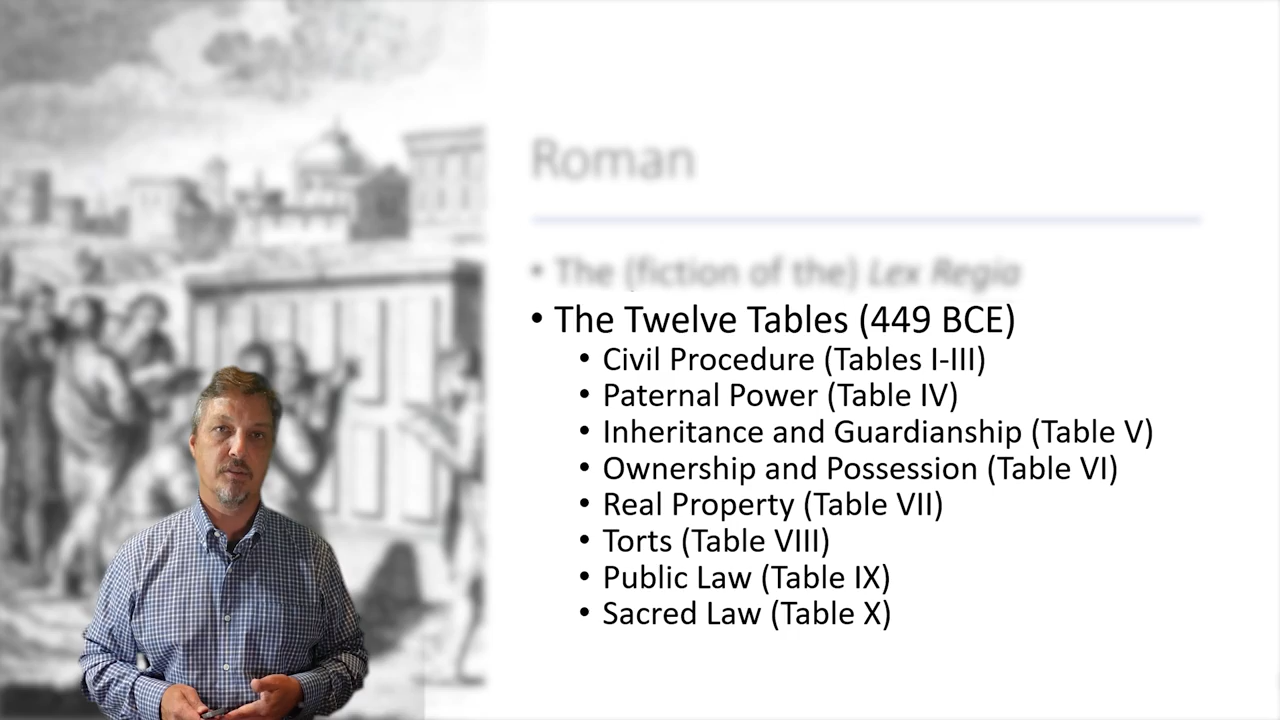 Roman
• The (fiction of the) Lex Regia
• The Twelve Tables (449 BCE)
• Civil Procedure (Tables I-III)
• Paternal Power (Table IV)
• Inheritance and Guardianship (Table V)
• Ownership and Possession (Table VI)
• Real Property (Table VII)
• Torts (Table VIII)
• Public Law (Table IX)
• Sacred Law (Table X)